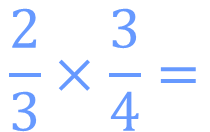 2/3 × 3/4 =